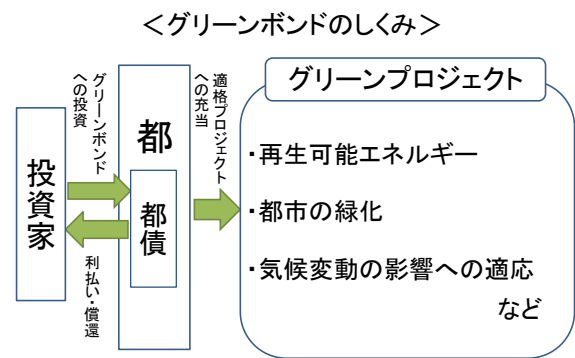 ＜グリーンボンドのしくみ＞
投資家
グリーンボンド
への投資
利払い・償還
都
都債
適格プロジェクト
への充当
グリーンプロジェクト
・再生可能エネルギー
・都市の緑化
・気候変動の影響への適応
など